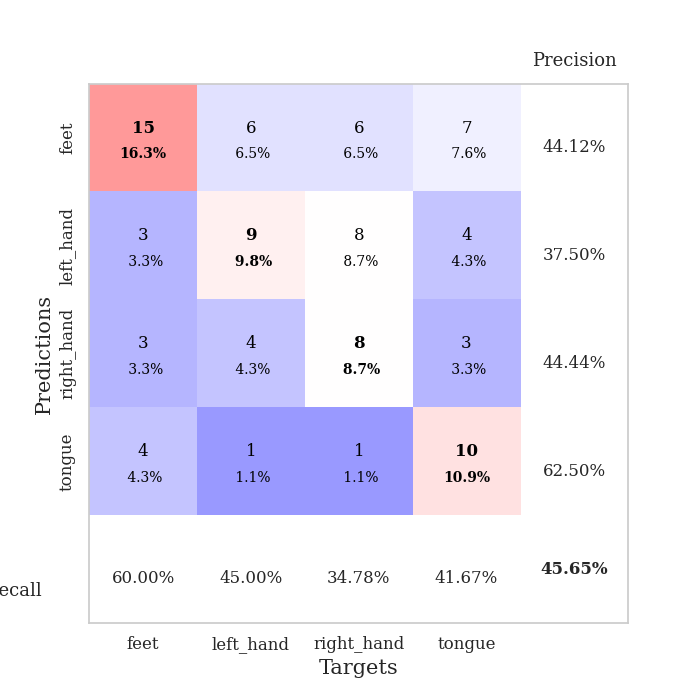 Precision
feet
15 6 6 7 44.12%
16.3% 6.5% 6.5% 7.6%
left_hand
3 9 8 4 37.50%
3.3% 9.8% 8.7% 4.3%
Predictions
right_hand
3 4 8 3 44.44%
3.3% 4.3% 8.7% 3.3%
tongue
4 1 1 10 62.50%
4.3% 1.1% 1.1% 10.9%
ecall 60.00% 45.00% 34.78% 41.67% 45.65%
feet left_hand right_hand tongue
Targets